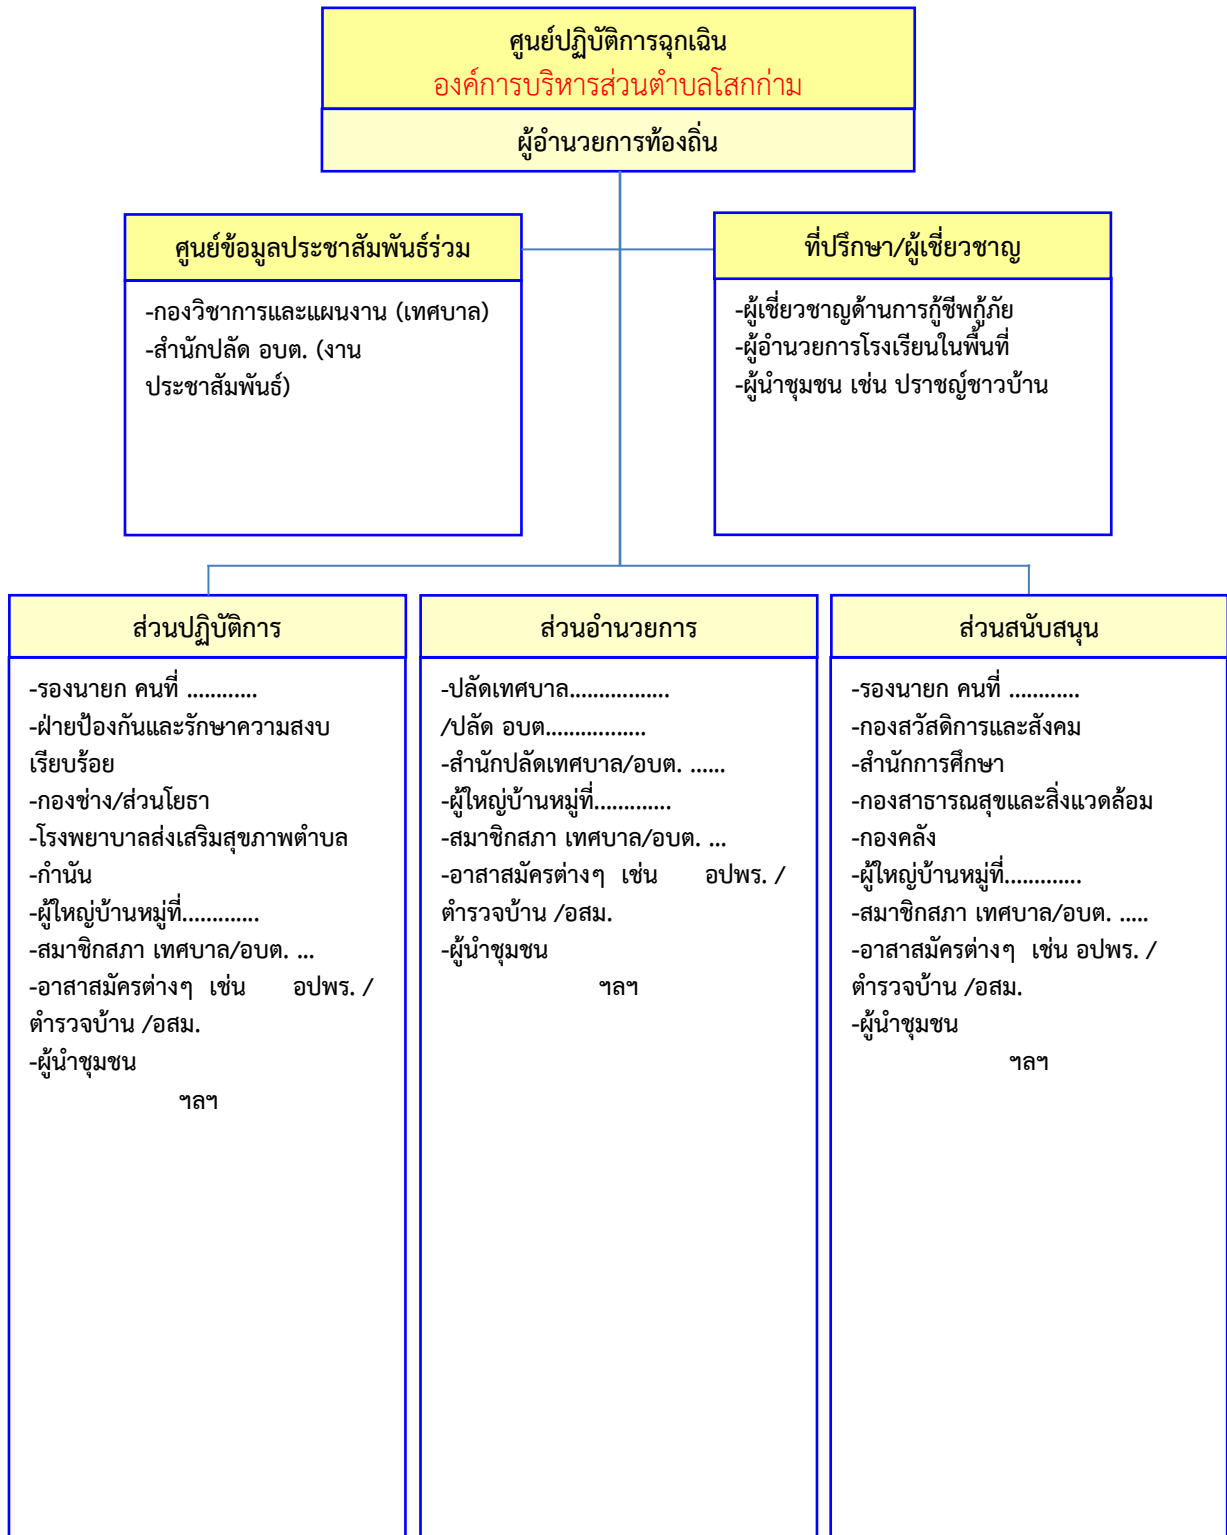 ศูนย์ปฏิบัติการฉุกเฉิน
องค์การบริหารส่วนตำบลโสกก่าม
ผู้อำนวยการท้องถิ่น
ศูนย์ข้อมูลประชาสัมพันธ์ร่วม
-กองวิชาการและแผนงาน (เทศบาล)
-สำนักปลัด อบต. (งาน
ประชาสัมพันธ์)
ที่ปรึกษา/ผู้เชี่ยวชาญ
-ผู้เชี่ยวชาญด้านการกู้ชีพกู้ภัย
-ผู้อำนวยการโรงเรียนในพื้นที่
-ผู้นำชุมชน เช่น ปราชญ์ชาวบ้าน
ส่วนปฏิบัติการ
-รองนายก คนที่ ............
-ฝ่ายป้องกันและรักษาความสงบ
เรียบร้อย
-กองช่าง/ส่วนโยธา
-โรงพยาบาลส่งเสริมสุขภาพตำบล
-กำนัน
-ผู้ใหญ่บ้านหมู่ที่.............
-สมาชิกสภา เทศบาล/อบต. ...
-อาสาสมัครต่างๆ เช่น อปพร. /
ตำรวจบ้าน /อสม.
-ผู้นำชุมชน
ฯลฯ
ส่วนอำนวยการ
-ปลัดเทศบาล.................
/ปลัด อบต.................
-สำนักปลัดเทศบาล/อบต. ......
-ผู้ใหญ่บ้านหมู่ที่.............
-สมาชิกสภา เทศบาล/อบต. ...
-อาสาสมัครต่างๆ เช่น อปพร. /
ตำรวจบ้าน /อสม.
-ผู้นำชุมชน
ฯลฯ
ส่วนสนับสนุน
-รองนายก คนที่ ............
-กองสวัสดิการและสังคม
-สำนักการศึกษา
-กองสาธารณสุขและสิ่งแวดล้อม
-กองคลัง
-ผู้ใหญ่บ้านหมู่ที่.............
-สมาชิกสภา เทศบาล/อบต. .....
-อาสาสมัครต่างๆ เช่น อปพร. /
ตำรวจบ้าน /อสม.
-ผู้นำชุมชน
ฯลฯ